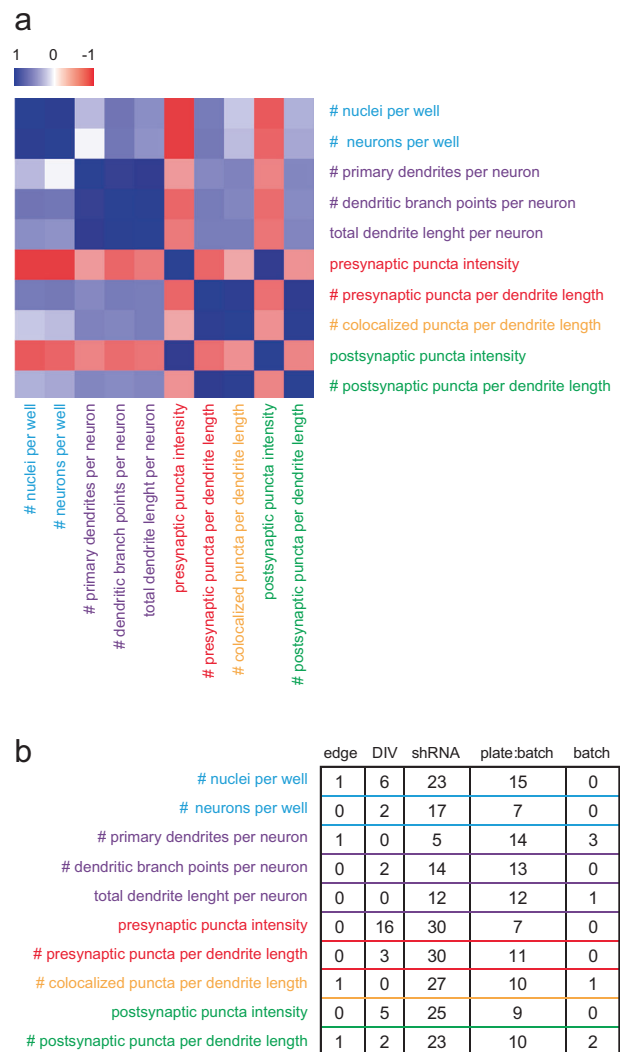 a
1 0 -1
# nuclei per well
# neurons per well
# primary dendrites per neuron
# dendritic branch points per neuron
total dendrite lenght per neuron
presynaptic puncta intensity
# presynaptic puncta per dendrite length
# colocalized puncta per dendrite length
postsynaptic puncta intensity
# postsynaptic puncta per dendrite length
# nuclei per well
# neurons per well
# primary dendrites per neuron
# dendritic branch points per neuron
total dendrite lenght per neuron
presynaptic puncta intensity
# presynaptic puncta per dendrite length
# colocalized puncta per dendrite length
postsynaptic puncta intensity
# postsynaptic puncta per dendrite length
b
edge DIV shRNA plate:batch batch
# nuclei per well 1 6 23 15 0
# neurons per well 0 2 17 7 0
# primary dendrites per neuron 1 0 5 14 3
# dendritic branch points per neuron 0 2 14 13 0
total dendrite lenght per neuron 0 0 12 12 1
presynaptic puncta intensity 0 16 30 7 0
# presynaptic puncta per dendrite length 0 3 30 11 0
# colocalized puncta per dendrite length 1 0 27 10 1
postsynaptic puncta intensity 0 5 25 9 0
# postsynaptic puncta per dendrite length 1 2 23 10 2